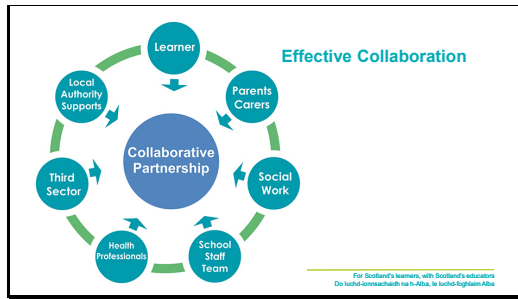 Effective Collaboration
Learner
Parents
Carers
Social
Work
School
Staff
Team
Health
Professionals
Third
Sector
Local
Authority
Supports
Collaborative
Partnership
For Scotland's learners, with Scotland's educators
Do luchd-ionnsachaidh na h-Alba, le luchd-foghlaim Alba